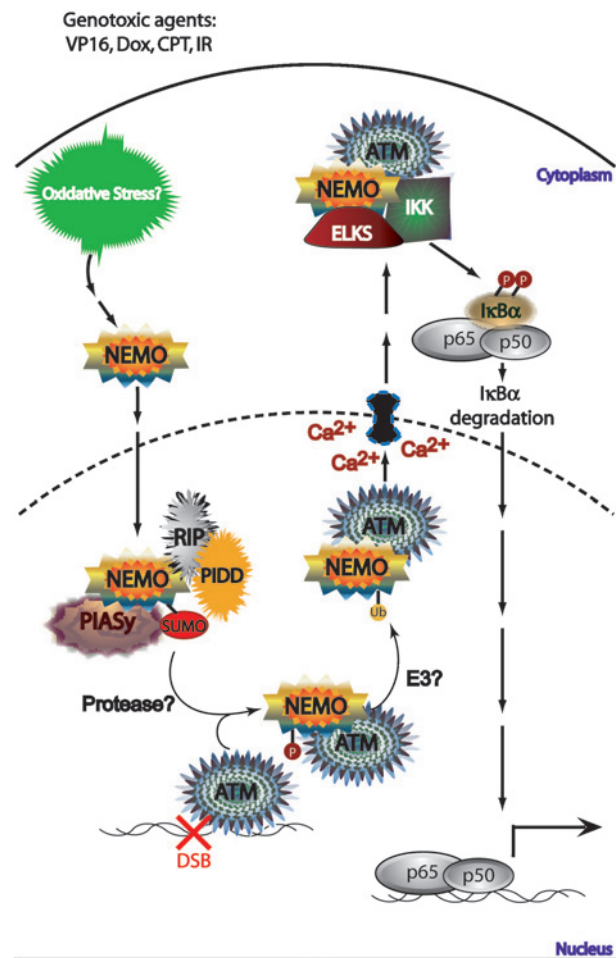 Genotoxic agents:
VP16, Dox, CPT, IR
ATM
Cytoplasm
Oxidative Stress?
NEMO
IKK
ELKS
P P
IκBα
p65 p50
NEMO
IκBα
degradation
Ca2+
Ca2+
Ca2+
ATM
RIP
NEMO
PIDD
NEMO
PIASy
SUMO
Ub
E3?
Protease?
NEMO
P
ATM
ATM
DSB
p65 p50
Nucleus